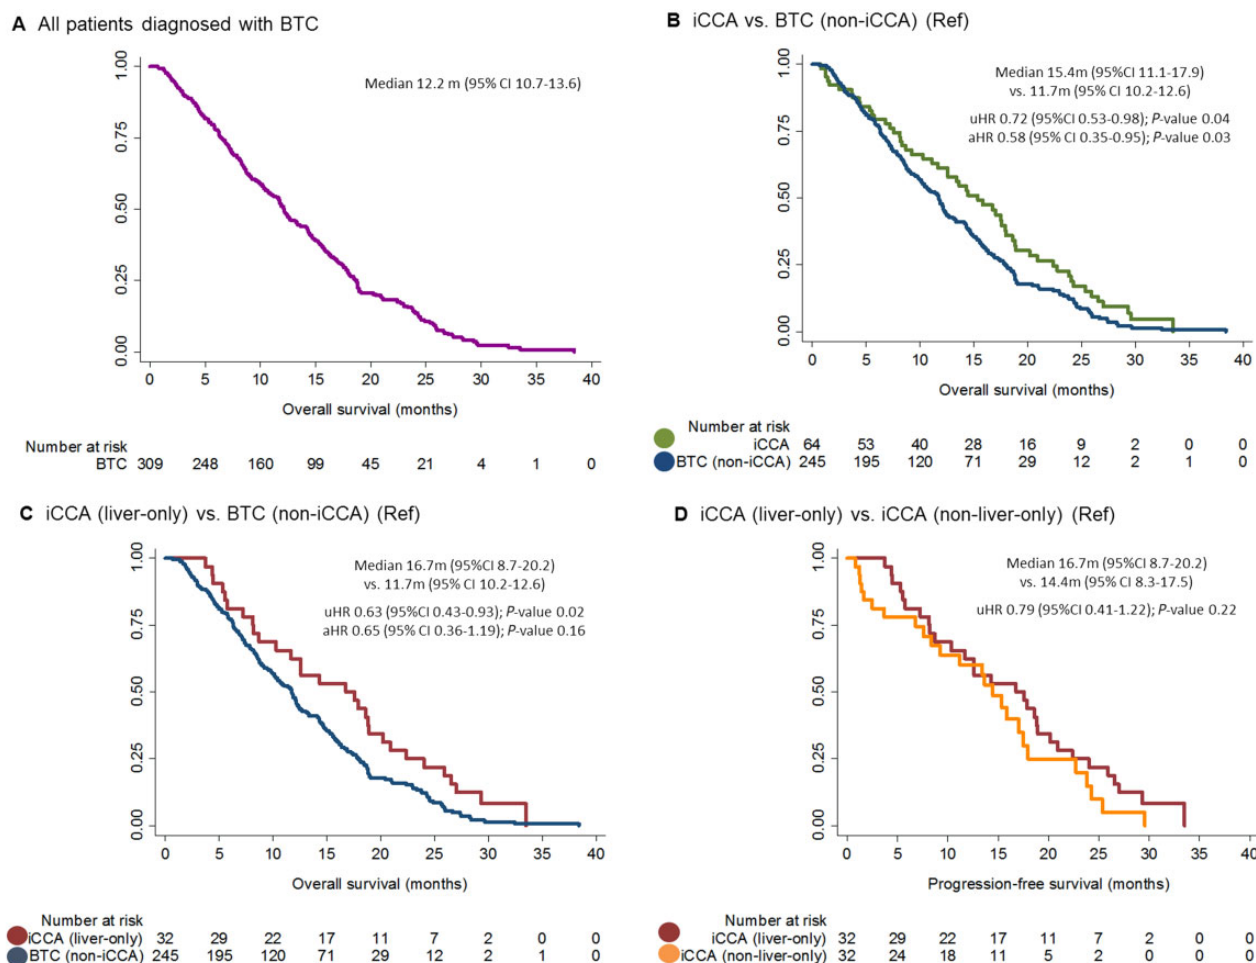 A All patients diagnosed with BTC
Median 12.2 m (95% CI 10.7-13.6)
1.00
0.75
0.50
0.25
0.00
0 5 10 15 20 25 30 35 40
Overall survival (months)
Number at risk
BTC 309 248 160 99 45 21 4 1 0
B iCCA vs. BTC (non-iCCA) (Ref)
Median 15.4m (95%CI 11.1-17.9)
vs. 11.7m (95% CI 10.2-12.6)
uHR 0.72 (95%CI 0.53-0.98); P-value 0.04
aHR 0.58 (95% CI 0.35-0.95); P-value 0.03
1.00
0.75
0.50
0.25
0.00
0 5 10 15 20 25 30 35 40
Overall survival (months)
Number at risk
iCCA 64 53 40 28 16 9 2 0 0
BTC (non-iCCA) 245 195 120 71 29 12 2 1 0
C iCCA (liver-only) vs. BTC (non-iCCA) (Ref)
Median 16.7m (95%CI 8.7-20.2)
vs. 11.7m (95% CI 10.2-12.6)
uHR 0.63 (95%CI 0.43-0.93); P-value 0.02
aHR 0.65 (95% CI 0.36-1.19); P-value 0.16
1.00
0.75
0.50
0.25
0.00
0 5 10 15 20 25 30 35 40
Overall survival (months)
Number at risk
iCCA (liver-only) 32 29 22 17 11 7 2 0 0
BTC (non-iCCA) 245 195 120 71 29 12 2 1 0
D iCCA (liver-only) vs. iCCA (non-liver-only) (Ref)
Median 16.7m (95%CI 8.7-20.2)
vs. 14.4m (95% CI 8.3-17.5)
uHR 0.79 (95%CI 0.41-1.22); P-value 0.22
1.00
0.75
0.50
0.25
0.00
0 5 10 15 20 25 30 35 40
Progression-free survival (months)
Number at risk
iCCA (liver-only) 32 29 22 17 11 7 2 0 0
iCCA (non-liver-only) 32 24 18 11 5 2 0 0 0